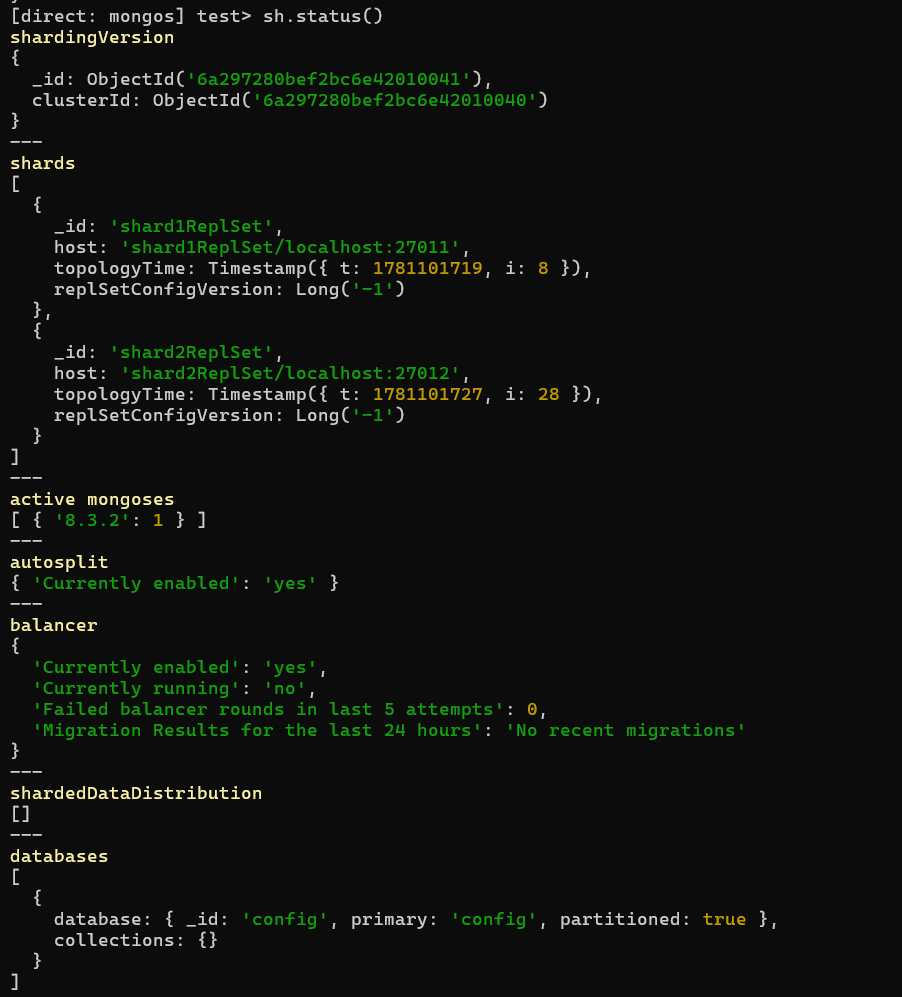 [direct: mongos] test> sh.status()
shardingVersion
{
  _id: ObjectId('6a297280bef2bc6e42010041'),
  clusterId: ObjectId('6a297280bef2bc6e42010040')
}
---
shards
[
  {
    _id: 'shard1ReplSet',
    host: 'shard1ReplSet/localhost:27011',
    topologyTime: Timestamp({ t: 1781101719, i: 8 }),
    replSetConfigVersion: Long('-1')
  },
  {
    _id: 'shard2ReplSet',
    host: 'shard2ReplSet/localhost:27012',
    topologyTime: Timestamp({ t: 1781101727, i: 28 }),
    replSetConfigVersion: Long('-1')
  }
]
---
active mongoses
[ { '8.3.2': 1 } ]
---
autosplit
{ 'Currently enabled': 'yes' }
---
balancer
{
  'Currently enabled': 'yes',
  'Currently running': 'no',
  'Failed balancer rounds in last 5 attempts': 0,
  'Migration Results for the last 24 hours': 'No recent migrations'
}
---
shardedDataDistribution
[]
---
databases
[
  {
    database: { _id: 'config', primary: 'config', partitioned: true },
    collections: {}
  }
]